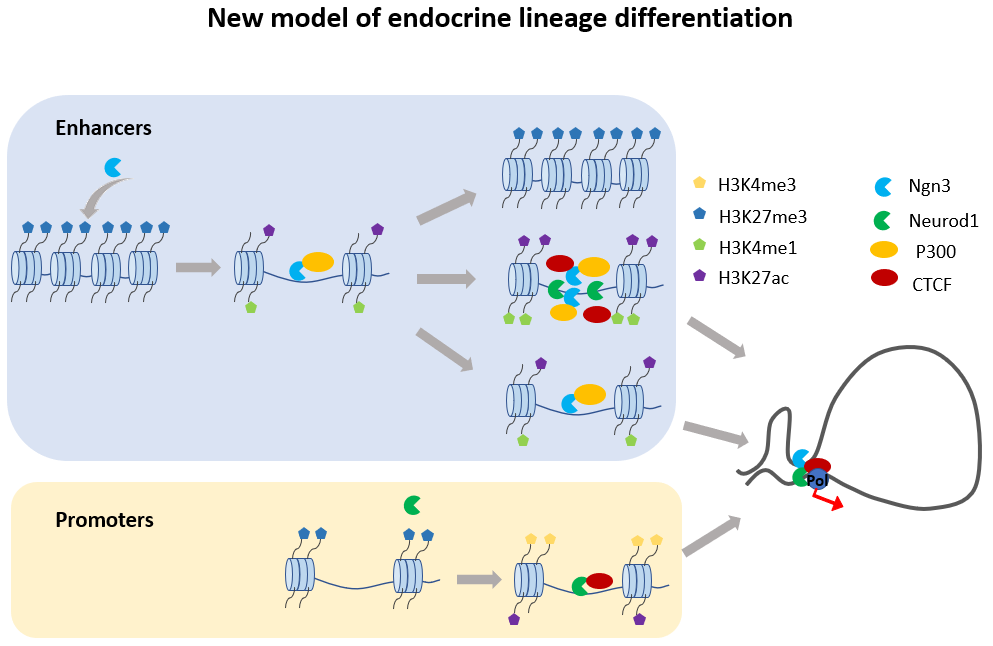 New model of endocrine lineage differentiation
Enhancers
H3K4me3
H3K27me3
H3K4me1
H3K27ac
Ngn3
Neurod1
P300
CTCF
Pol
Promoters